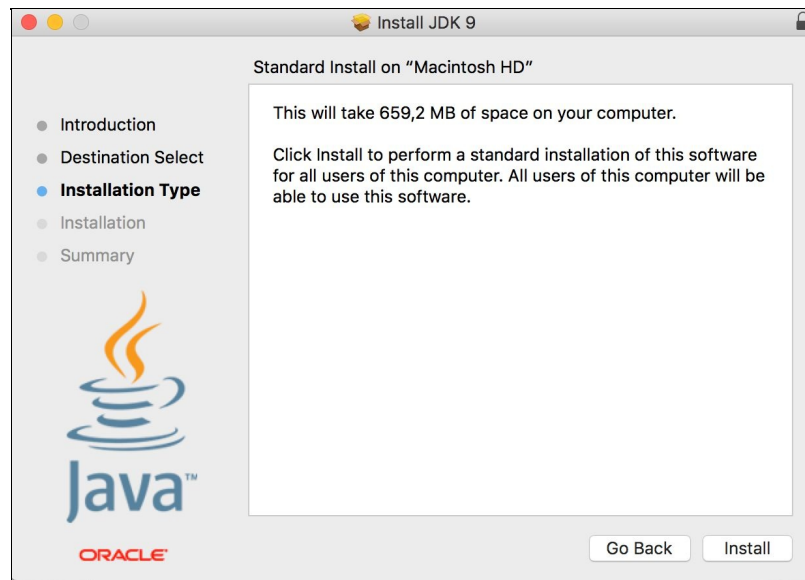 Install JDK 9
Standard Install on “Macintosh HD”
Introduction
Destination Select
Installation Type
Installation
Summary
This will take 659,2 MB of space on your computer.
Click Install to perform a standard installation of this software
for all users of this computer. All users of this computer will be
able to use this software.
Java™
ORACLE®
Go Back
Install